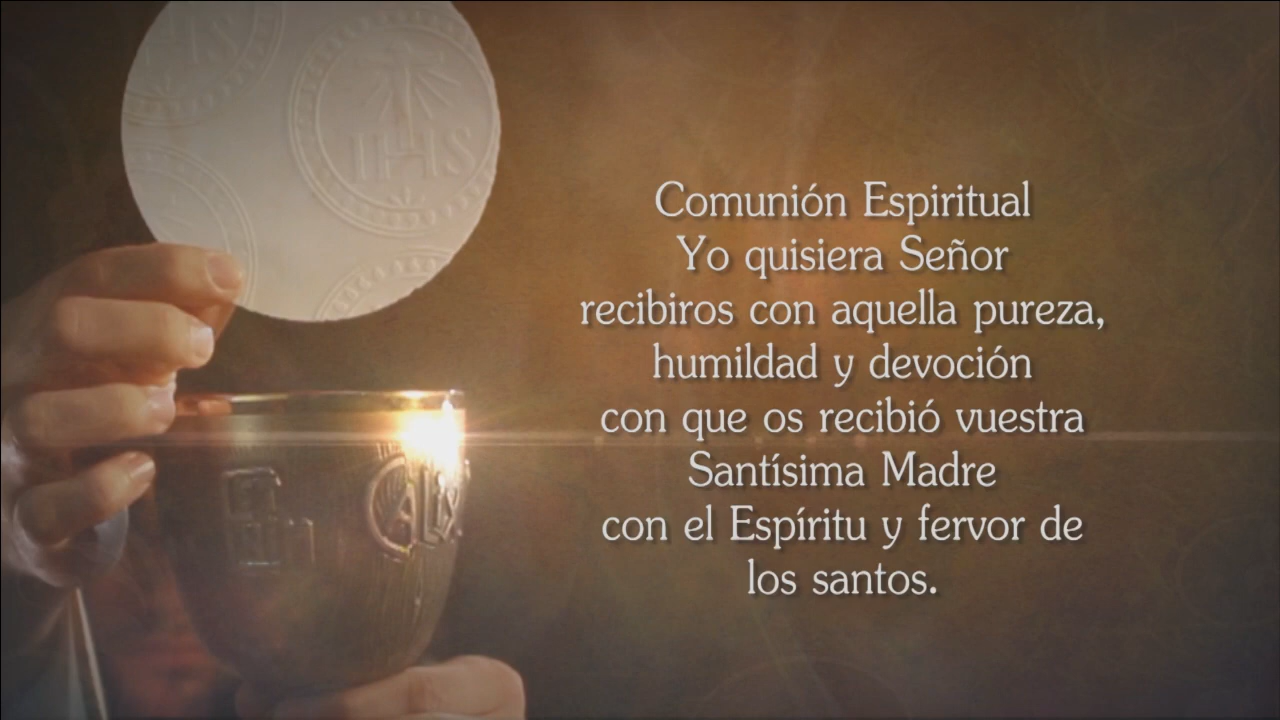 IHS
Comunión Espiritual
Yo quisiera Señor
recibiros con aquella pureza,
humildad y devoción
con que os recibió vuestra
Santísima Madre
con el Espíritu y fervor de
los santos.